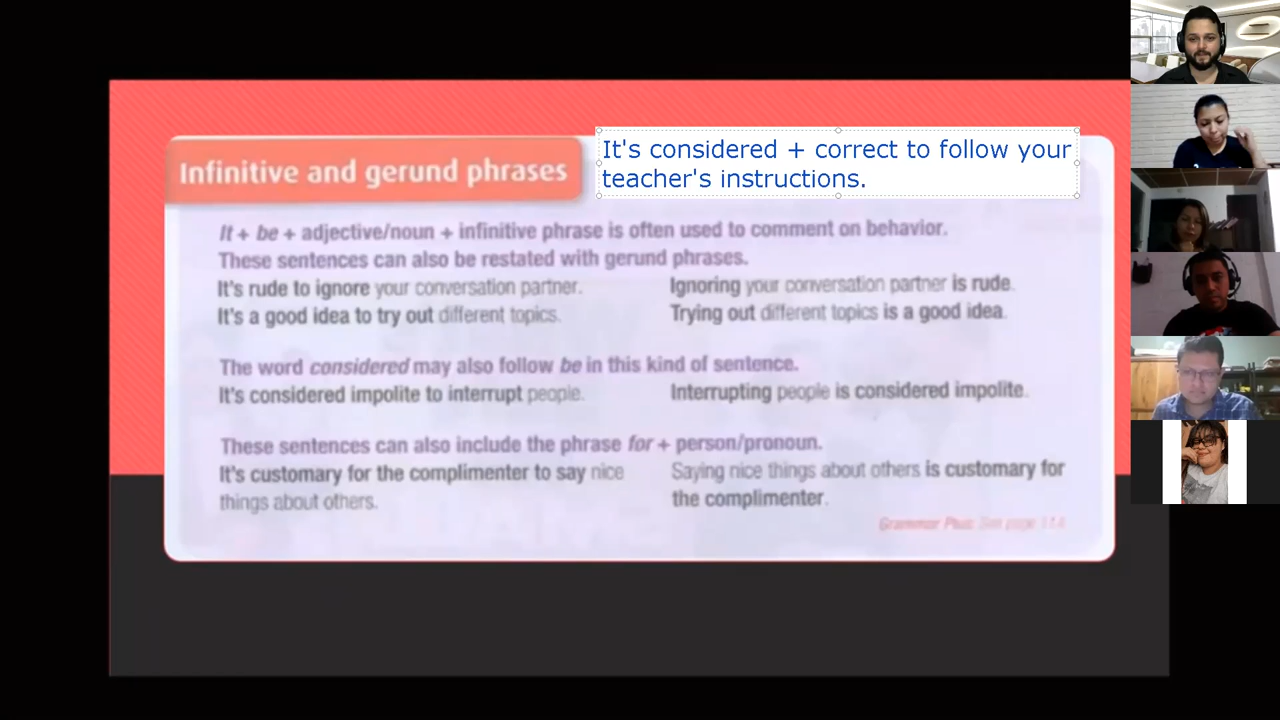 It's considered + correct to follow your
teacher's instructions.
Infinitive and gerund phrases
It + be + adjective/noun + infinitive phrase is often used to comment on behavior.
These sentences can also be restated with gerund phrases.
It's rude to ignore your conversation partner. Ignoring your conversation partner is rude.
It's a good idea to try out different topics. Trying out different topics is a good idea.
The word considered may also follow be in this kind of sentence.
It's considered impolite to interrupt people. Interrupting people is considered impolite.
These sentences can also include the phrase for + person/pronoun.
It's customary for the complimenter to say nice
things about others.
Saying nice things about others is customary for
the complimenter.
Grammar Plus: See page 114